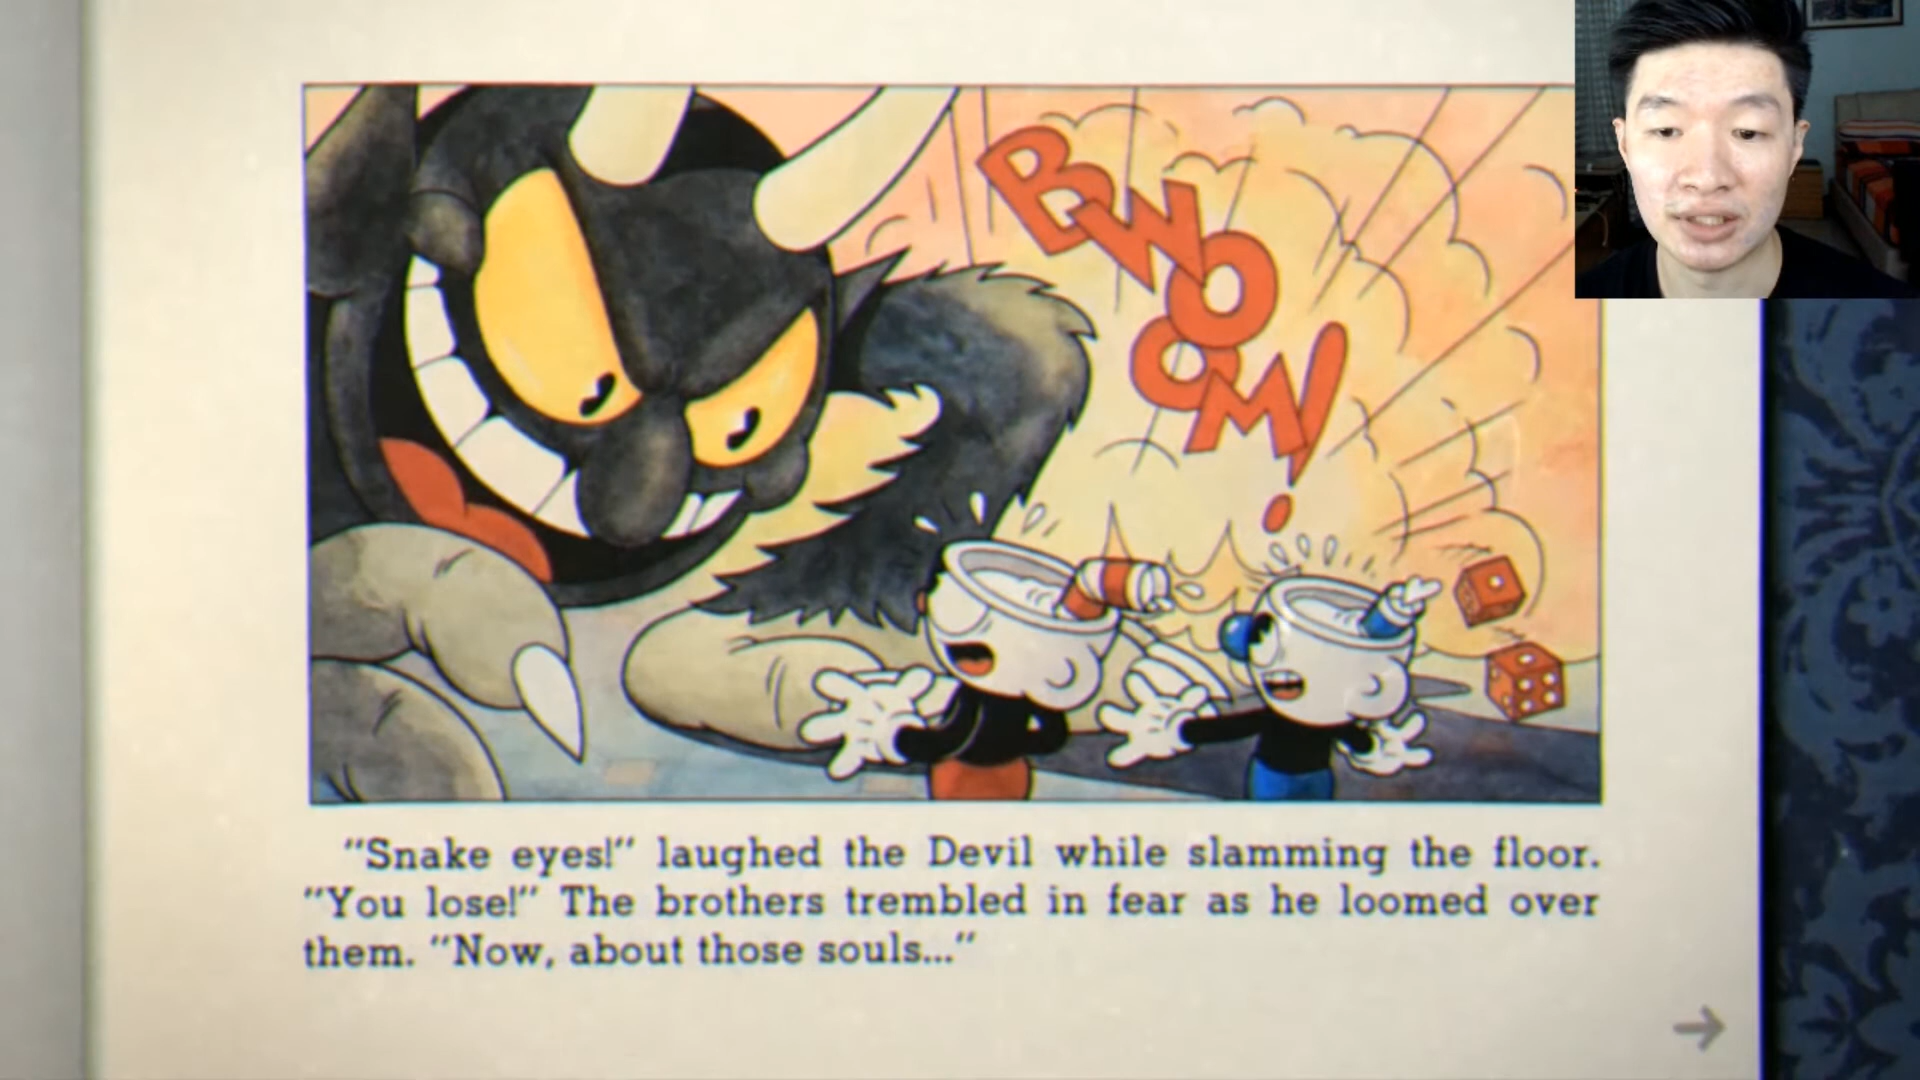 BWOOM!
“Snake eyes!” laughed the Devil while slamming the floor.
“You lose!” The brothers trembled in fear as he loomed over
them. “Now, about those souls...”